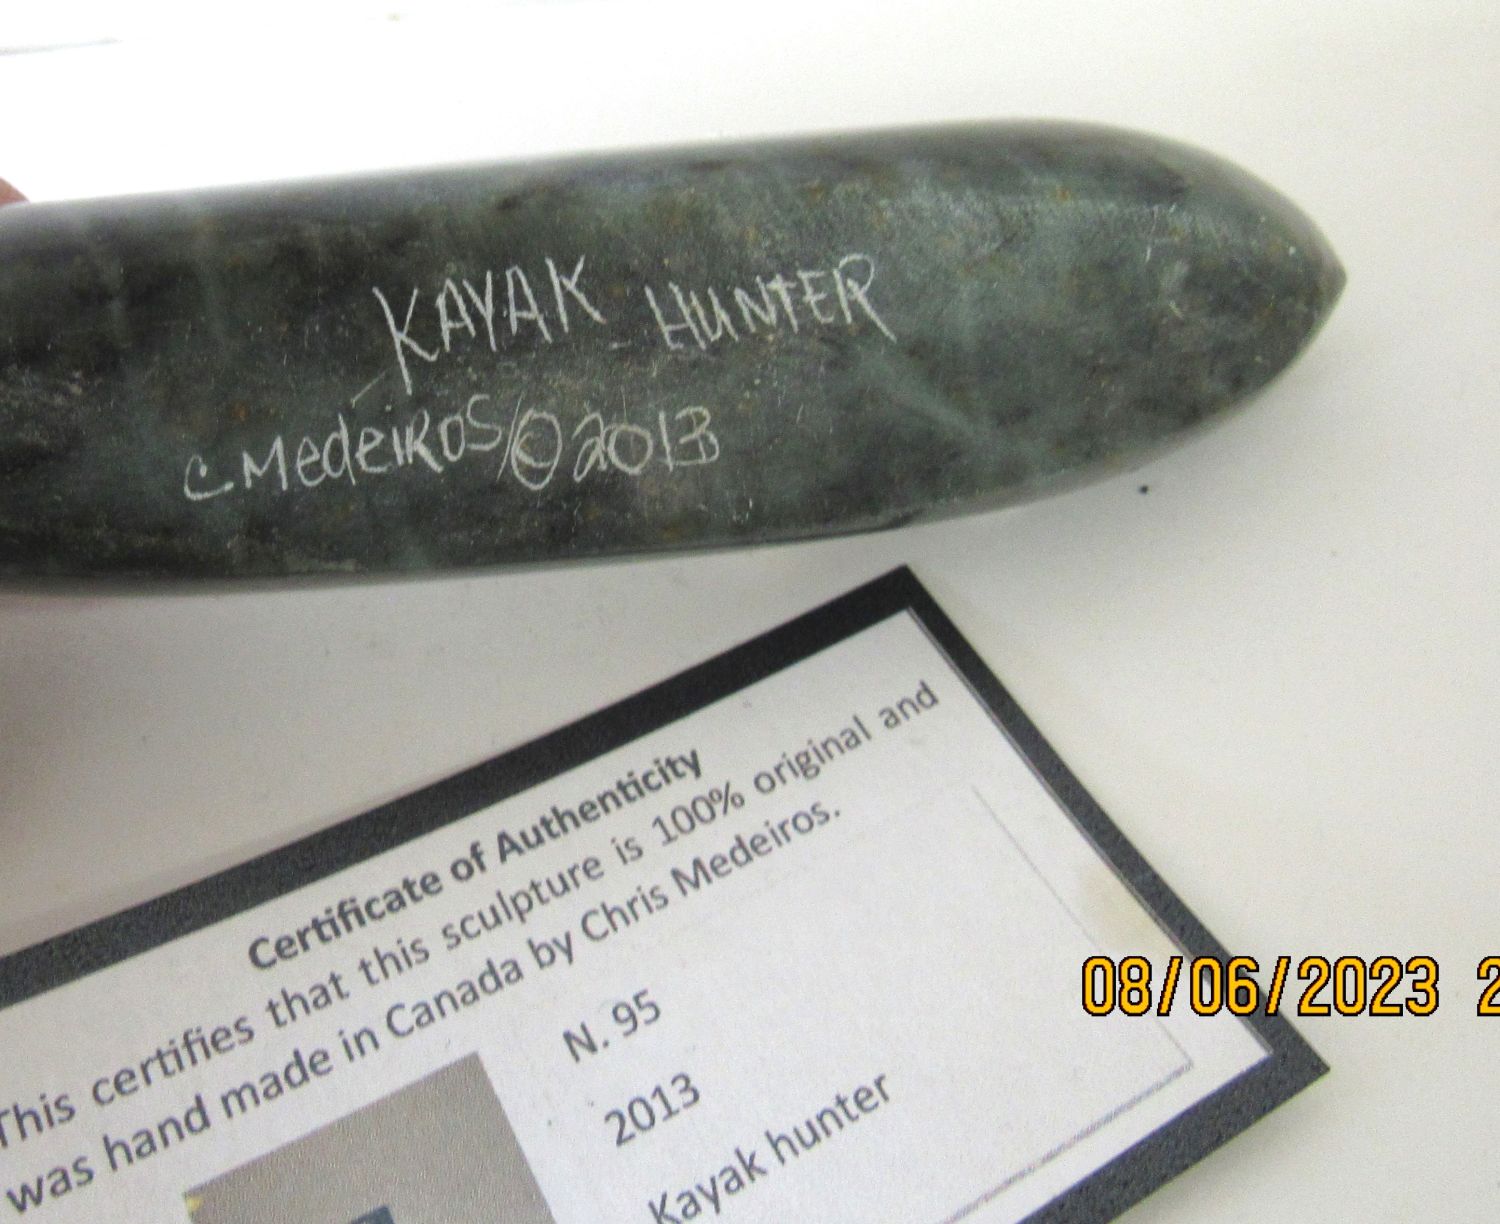 KAYAK HUNTER
C MedeiROS/© 2013
Certificate of Authenticity
This certifies that this sculpture is 100% original and
was hand made in Canada by Chris Medeiros.
N. 95
2013
Kayak hunter
08/06/2023 2